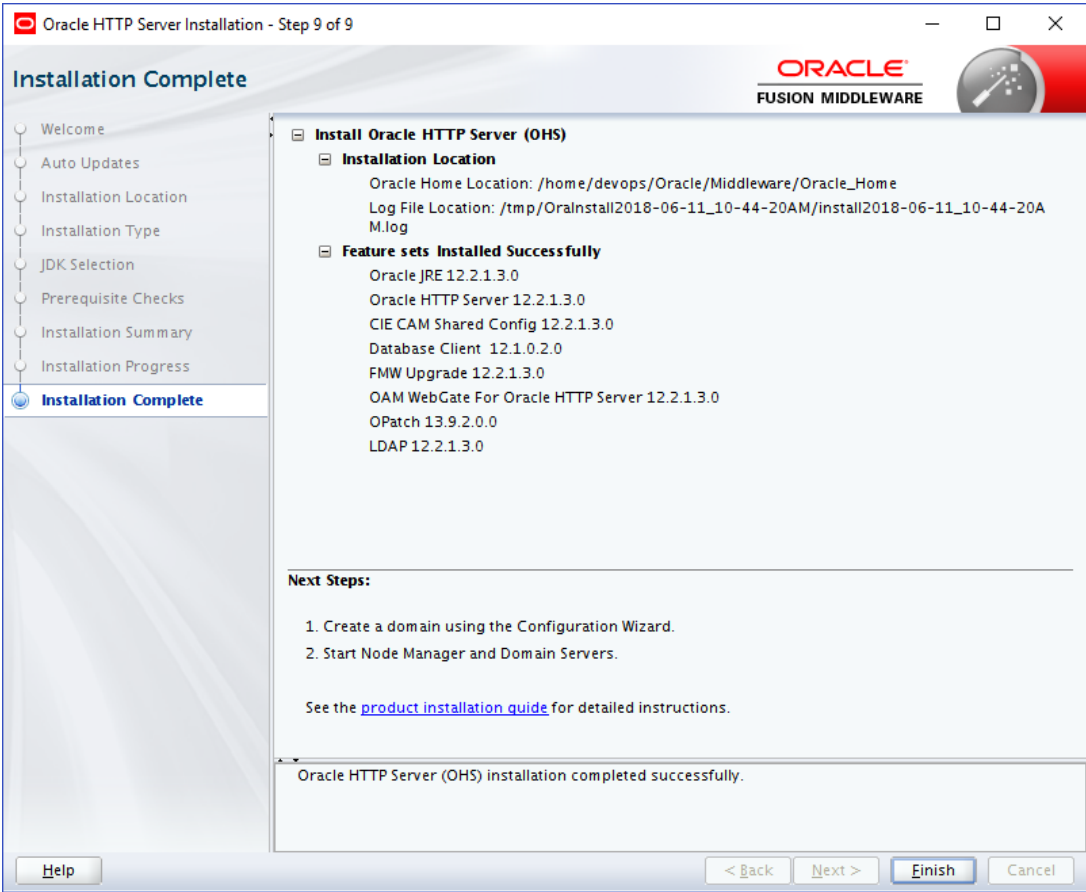 Oracle HTTP Server Installation - Step 9 of 9
Installation Complete
ORACLE
FUSION MIDDLEWARE
Welcome
Auto Updates
Installation Location
Installation Type
JDK Selection
Prerequisite Checks
Installation Summary
Installation Progress
Installation Complete
Install Oracle HTTP Server (OHS)
Installation Location
Oracle Home Location: /home/devops/Oracle/Middleware/Oracle_Home
Log File Location: /tmp/OraInstall2018-06-11_10-44-20AM/install2018-06-11_10-44-20A
M.log
Feature sets Installed Successfully
Oracle JRE 12.2.1.3.0
Oracle HTTP Server 12.2.1.3.0
CIE CAM Shared Config 12.2.1.3.0
Database Client 12.1.0.2.0
FMW Upgrade 12.2.1.3.0
OAM WebGate For Oracle HTTP Server 12.2.1.3.0
OPatch 13.9.2.0.0
LDAP 12.2.1.3.0
Next Steps:
1. Create a domain using the Configuration Wizard.
2. Start Node Manager and Domain Servers.
See the product installation guide for detailed instructions.
Oracle HTTP Server (OHS) installation completed successfully.
Help
< Back
Next >
Finish
Cancel